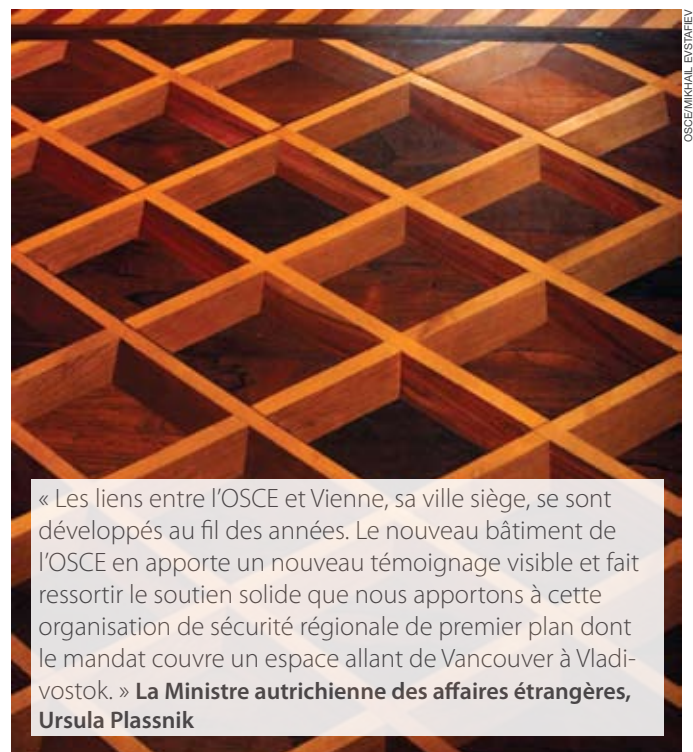 OSCE/MIKHAIL EVSTAFIEV
« Les liens entre l'OSCE et Vienne, sa ville siège, se sont
développés au fil des années. Le nouveau bâtiment de
l'OSCE en apporte un nouveau témoignage visible et fait
ressortir le soutien solide que nous apportons à cette
organisation de sécurité régionale de premier plan dont
le mandat couvre un espace allant de Vancouver à Vladi-
vostok. » La Ministre autrichienne des affaires étrangères,
Ursula Plassnik